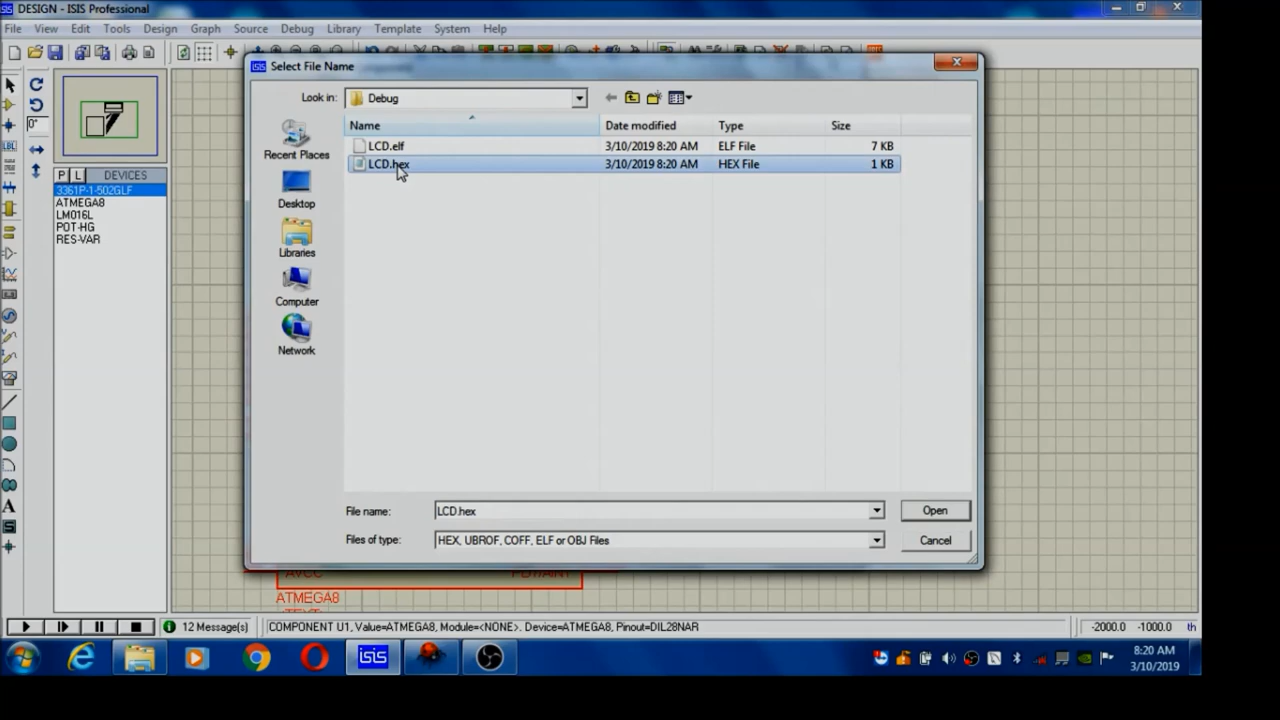 DESIGN - ISIS Professional
File View Edit Tools Design Graph Source Debug Library Template System Help
ISIS Select File Name
Look in: Debug
Name Date modified Type Size
LCD.elf 3/10/2019 8:20 AM ELF File 7 KB
LCD.hex 3/10/2019 8:20 AM HEX File 1 KB
Recent Places
Desktop
Libraries
Computer
Network
File name: LCD.hex Open
Files of type: HEX, UBROF, COFF, ELF or OBJ Files Cancel
0°
LBL
P L DEVICES
3361P-1-502GLF
ATMEGA8
LM016L
POT-HG
RES-VAR
A
S
ATMEGA8
12 Message(s) COMPONENT U1, Value=ATMEGA8, Module=<NONE>. Device=ATMEGA8, Pinout=DIL28NAR -2000.0 -1000.0 th
isis
8:20 AM
3/10/2019